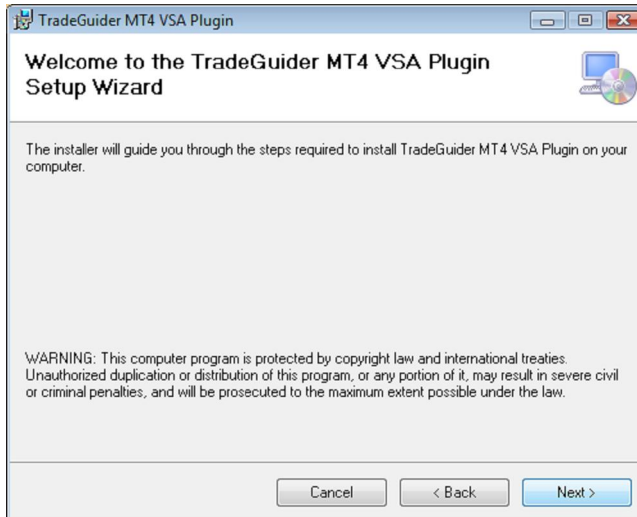 TradeGuider MT4 VSA Plugin
Welcome to the TradeGuider MT4 VSA Plugin
Setup Wizard
The installer will guide you through the steps required to install TradeGuider MT4 VSA Plugin on your
computer.
WARNING: This computer program is protected by copyright law and international treaties.
Unauthorized duplication or distribution of this program, or any portion of it, may result in severe civil
or criminal penalties, and will be prosecuted to the maximum extent possible under the law.
Cancel
< Back
Next >